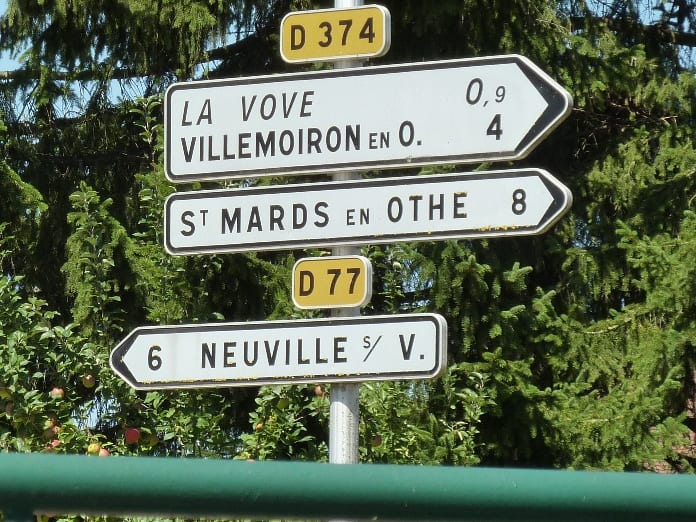 D 374
LA VOVE 0,9
VILLEMOIRON EN O. 4
ST MARDS EN OTHE 8
D 77
6 NEUVILLE S/ V.